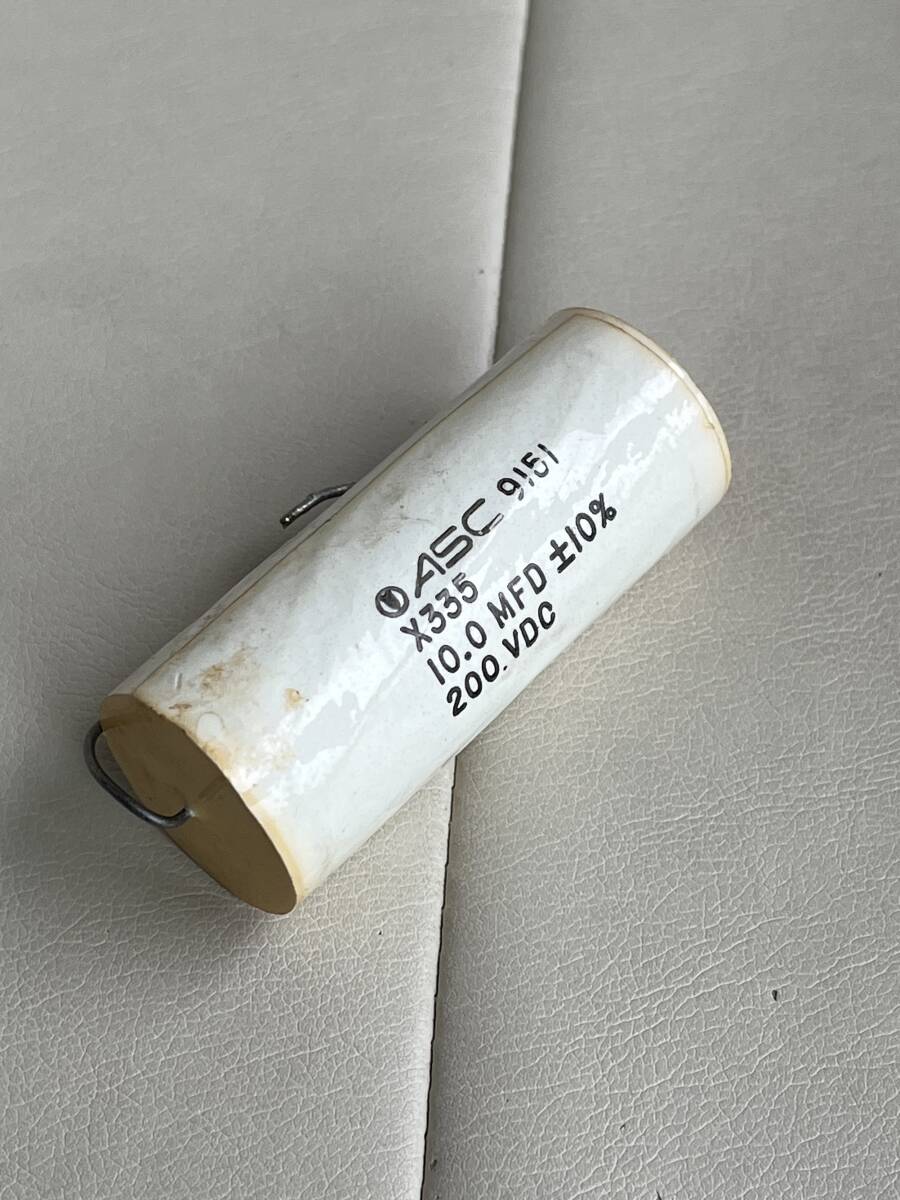 ASC 9151
X335
10.0 MFD ±10%
200.VDC